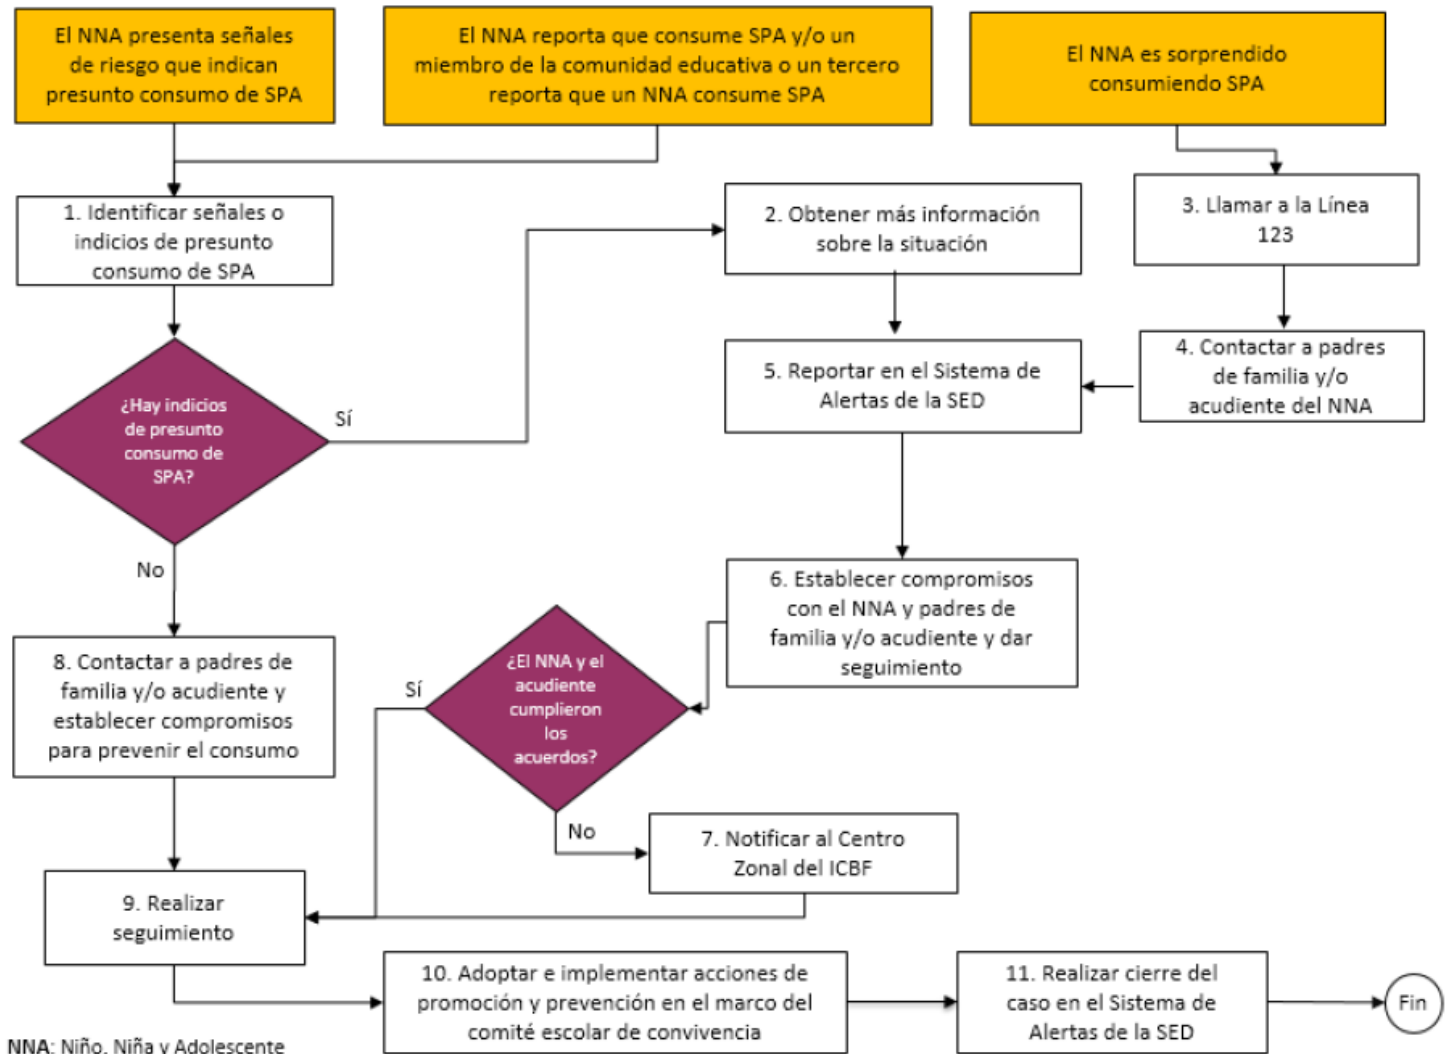 El NNA presenta señales
de riesgo que indican
presunto consumo de SPA
El NNA reporta que consume SPA y/o un
miembro de la comunidad educativa o un tercero
reporta que un NNA consume SPA
El NNA es sorprendido
consumiendo SPA
1. Identificar señales o
indicios de presunto
consumo de SPA
2. Obtener más información
sobre la situación
3. Llamar a la Línea
123
¿Hay indicios
de presunto
consumo de
SPA?
Sí
5. Reportar en el Sistema de
Alertas de la SED
4. Contactar a padres
de familia y/o
acudiente del NNA
No
6. Establecer compromisos
con el NNA y padres de
familia y/o acudiente y dar
seguimiento
8. Contactar a padres de
familia y/o acudiente y
establecer compromisos
para prevenir el consumo
Sí
¿El NNA y el
acudiente
cumplieron
los
acuerdos?
No
7. Notificar al Centro
Zonal del ICBF
9. Realizar
seguimiento
10. Adoptar e implementar acciones de
promoción y prevención en el marco del
comité escolar de convivencia
11. Realizar cierre del
caso en el Sistema de
Alertas de la SED
Fin
NNA: Niño, Niña y Adolescente